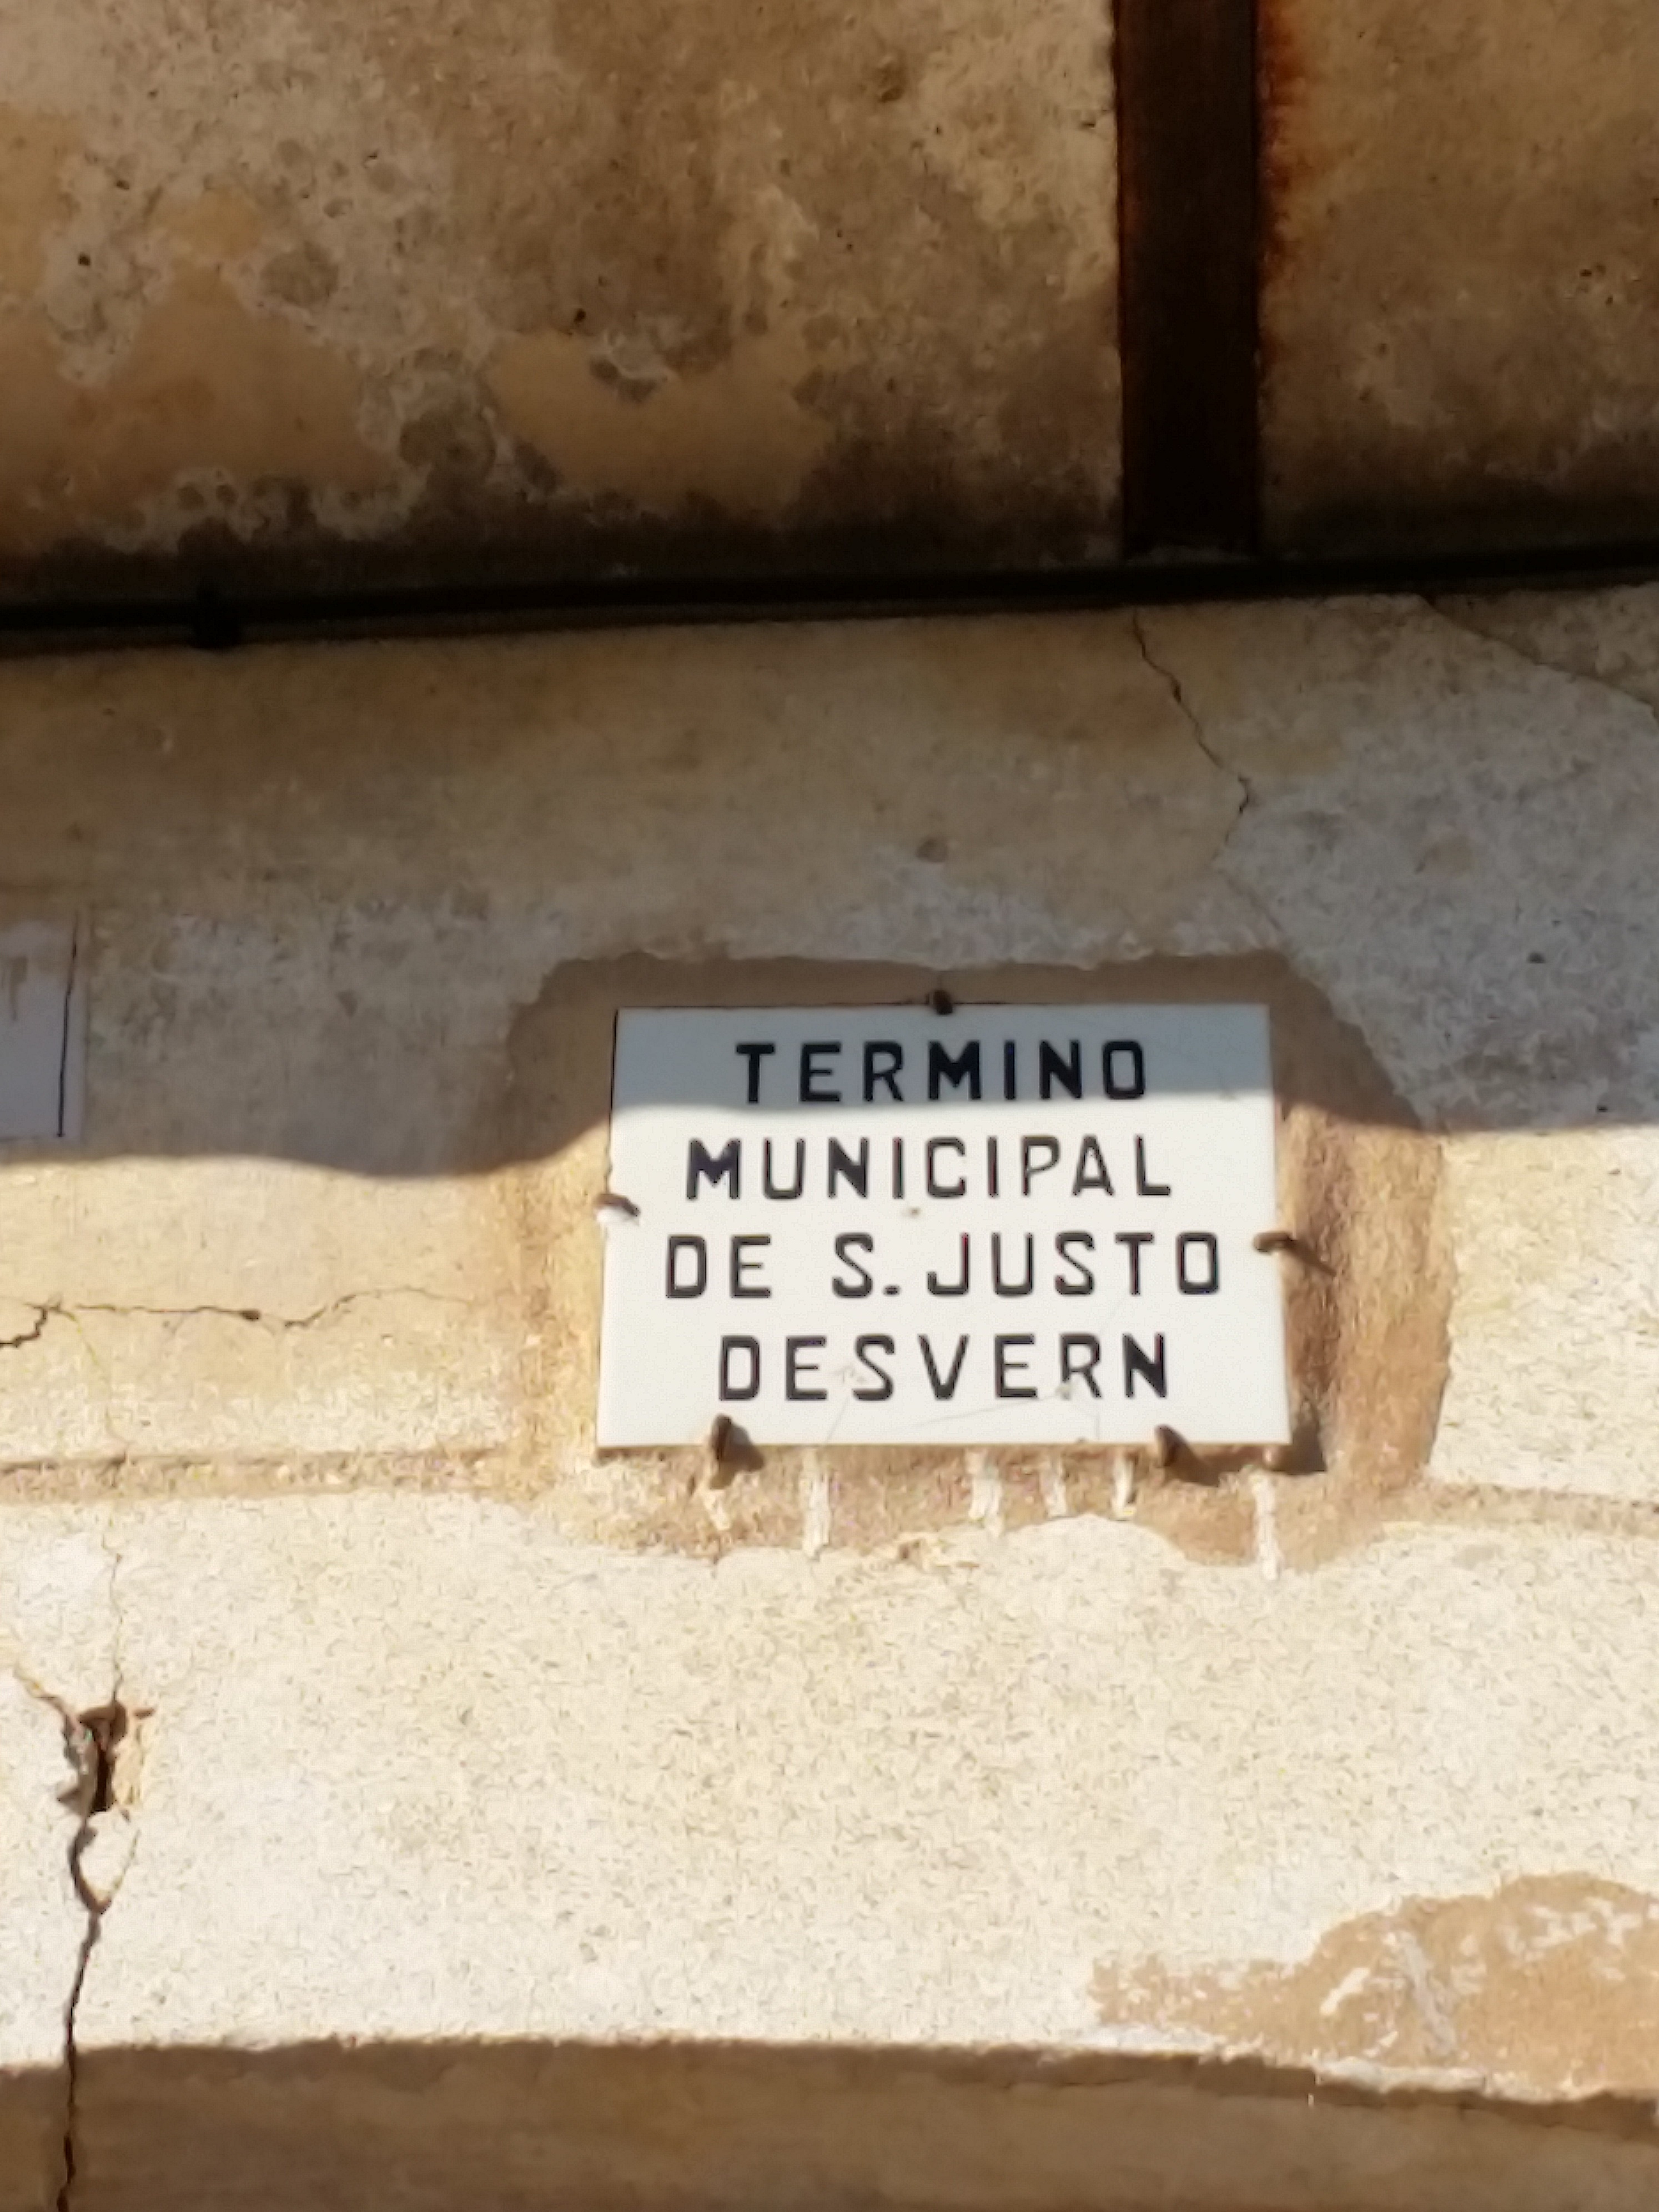 TERMINO
MUNICIPAL
DE S. JUSTO
DESVERN